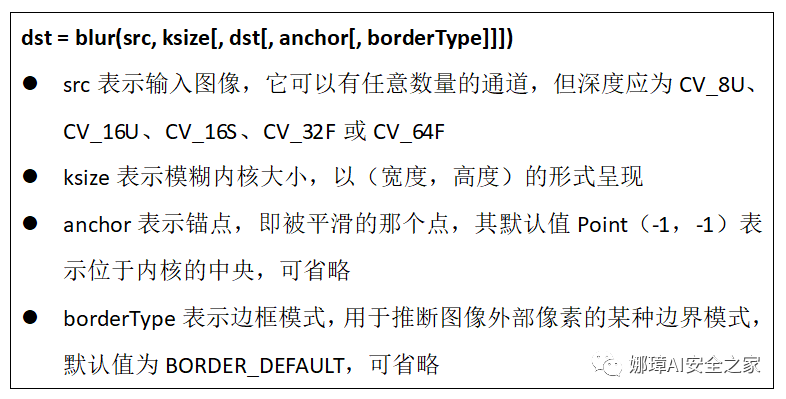 dst = blur(src, ksize[, dst[, anchor[, borderType]]])
● src 表示输入图像，它可以有任意数量的通道，但深度应为 CV_8U、
CV_16U、CV_16S、CV_32F 或 CV_64F
● ksize 表示模糊内核大小，以（宽度，高度）的形式呈现
● anchor 表示锚点，即被平滑的那个点，其默认值 Point（-1，-1）表
示位于内核的中央，可省略
● borderType 表示边框模式，用于推断图像外部像素的某种边界模式，
默认值为 BORDER_DEFAULT，可省略
娜璋AI安全之家